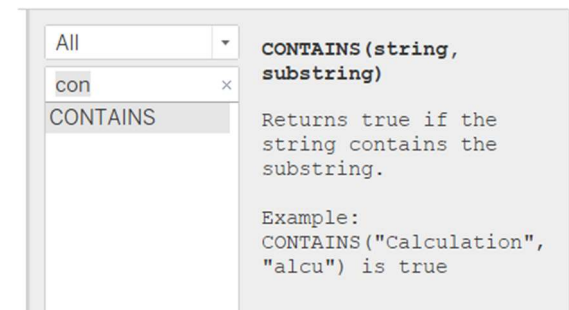 All
con
CONTAINS
CONTAINS(string,
substring)
Returns true if the
string contains the
substring.
Example:
CONTAINS("Calculation",
"alcu") is true